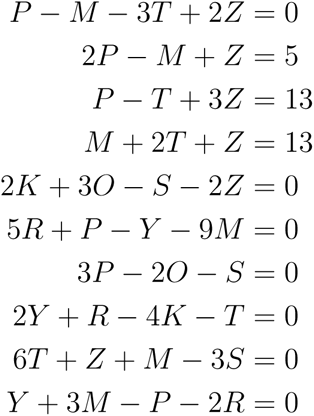 P − M − 3T + 2Z = 0
2P − M + Z = 5
P − T + 3Z = 13
M + 2T + Z = 13
2K + 3O − S − 2Z = 0
5R + P − Y − 9M = 0
3P − 2O − S = 0
2Y + R − 4K − T = 0
6T + Z + M − 3S = 0
Y + 3M − P − 2R = 0